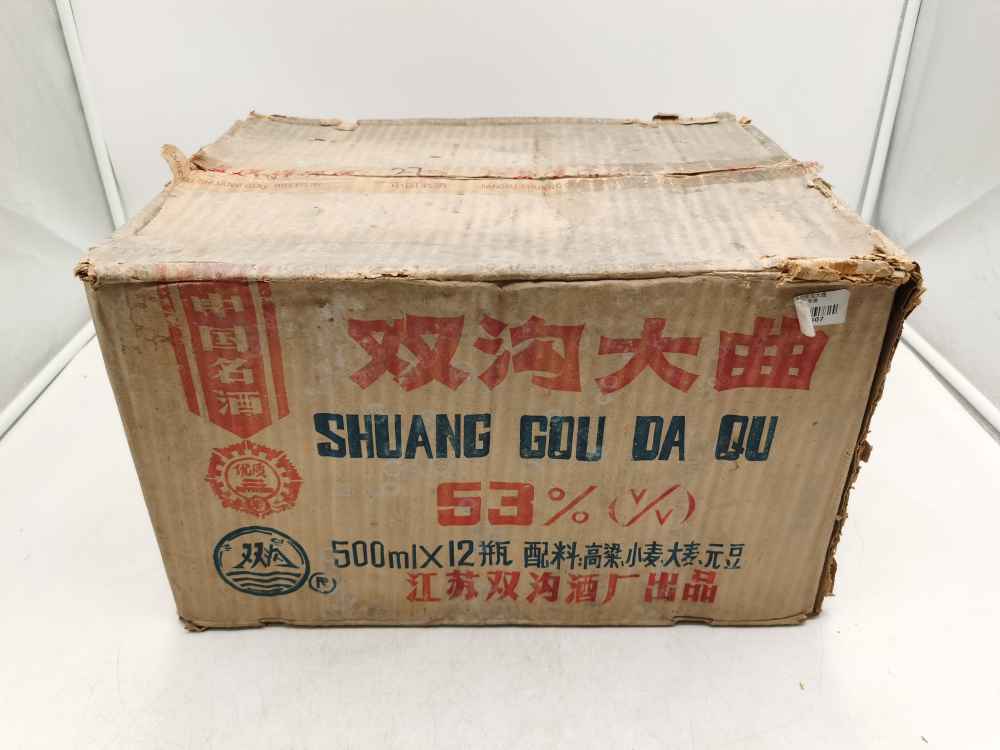 中国名酒
优质
双沟
R
双沟大曲
SHUANG GOU DA QU
53% (V/V)
500ml×12瓶 配料:高粱、小麦、大麦、元豆
江苏双沟酒厂出品